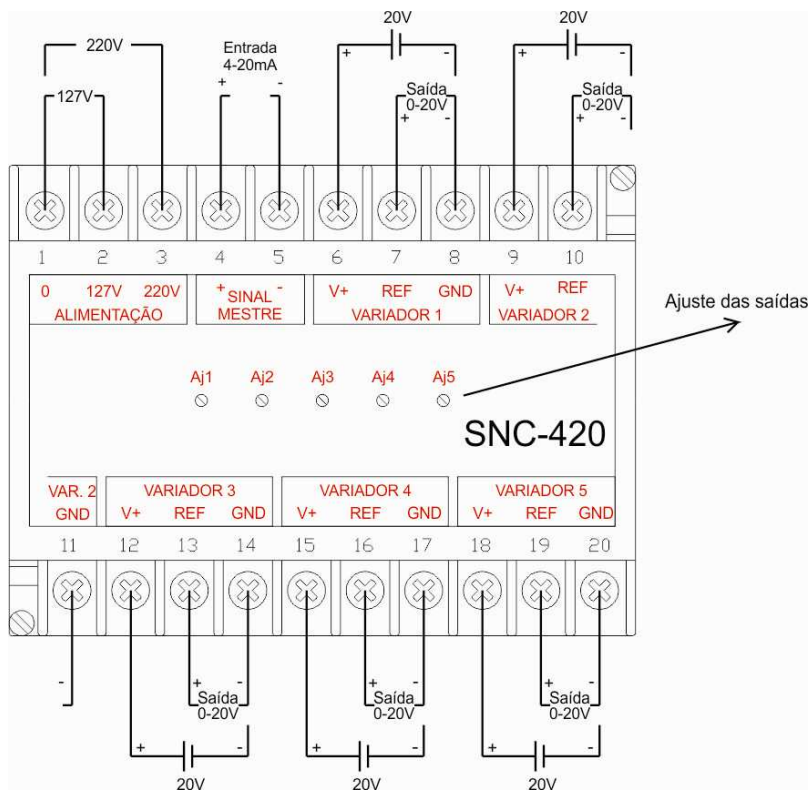 20V
20V
220V
Entrada
4-20mA
+ -
+ -
+ -
127V
Saída
0-20V
+ -
Saída
0-20V
+ -
1 2 3 4 5 6 7 8 9 10
0 127V 220V
ALIMENTAÇÃO
+ SINAL -
MESTRE
V+ REF GND
VARIADOR 1
V+ REF
VARIADOR 2
Ajuste das saídas
Aj1 Aj2 Aj3 Aj4 Aj5
SNC-420
VAR. 2
GND
VARIADOR 3
V+ REF GND
VARIADOR 4
V+ REF GND
VARIADOR 5
V+ REF GND
11 12 13 14 15 16 17 18 19 20
-
+ -
Saída
0-20V
+ -
Saída
0-20V
+ -
Saída
0-20V
+ -
20V
+ -
20V
+ -
20V